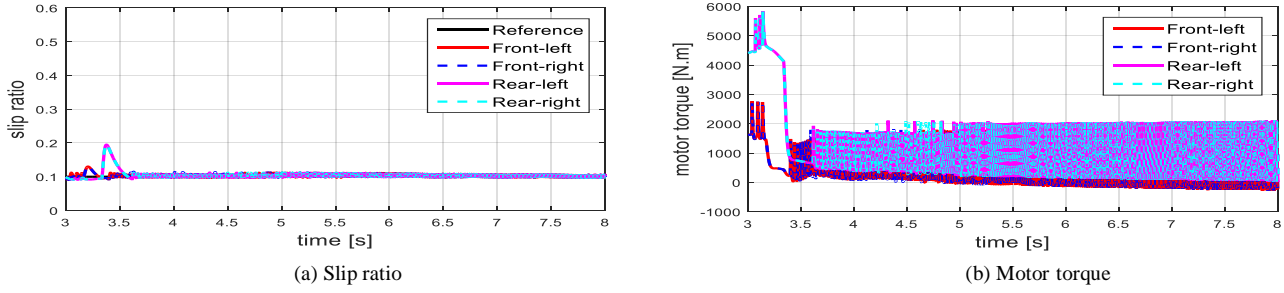 0.6
0.5
0.4
0.3
0.2
0.1
0
slip ratio
3
3.5
4
4.5
5
5.5
6
6.5
7
7.5
8
time [s]
Reference
Front-left
Front-right
Rear-left
Rear-right
(a) Slip ratio
6000
5000
4000
3000
2000
1000
0
-1000
motor torque [N.m]
3
3.5
4
4.5
5
5.5
6
6.5
7
7.5
8
time [s]
Front-left
Front-right
Rear-left
Rear-right
(b) Motor torque